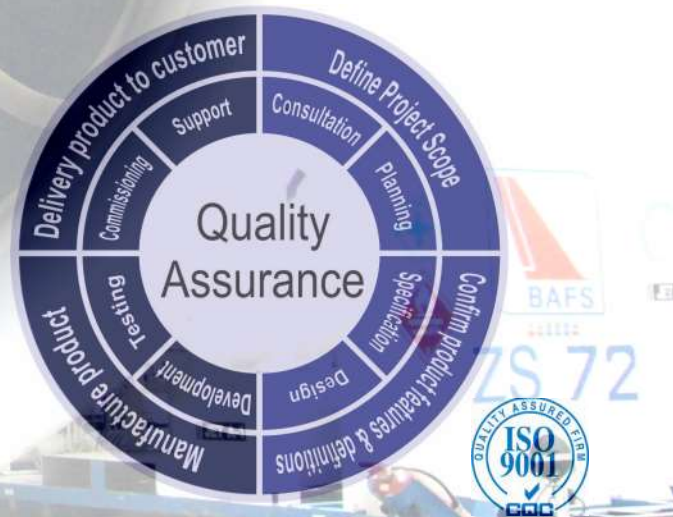 Quality
Assurance
Define Project Scope
Consultation
Planning
Confirm product features & definitions
Specification
Design
Manufacture product
Development
Testing
Delivery product to customer
Commissioning
Support
BAFS
ZS 72
QUALITY ASSURED FIRM
ISO
9001
CQC